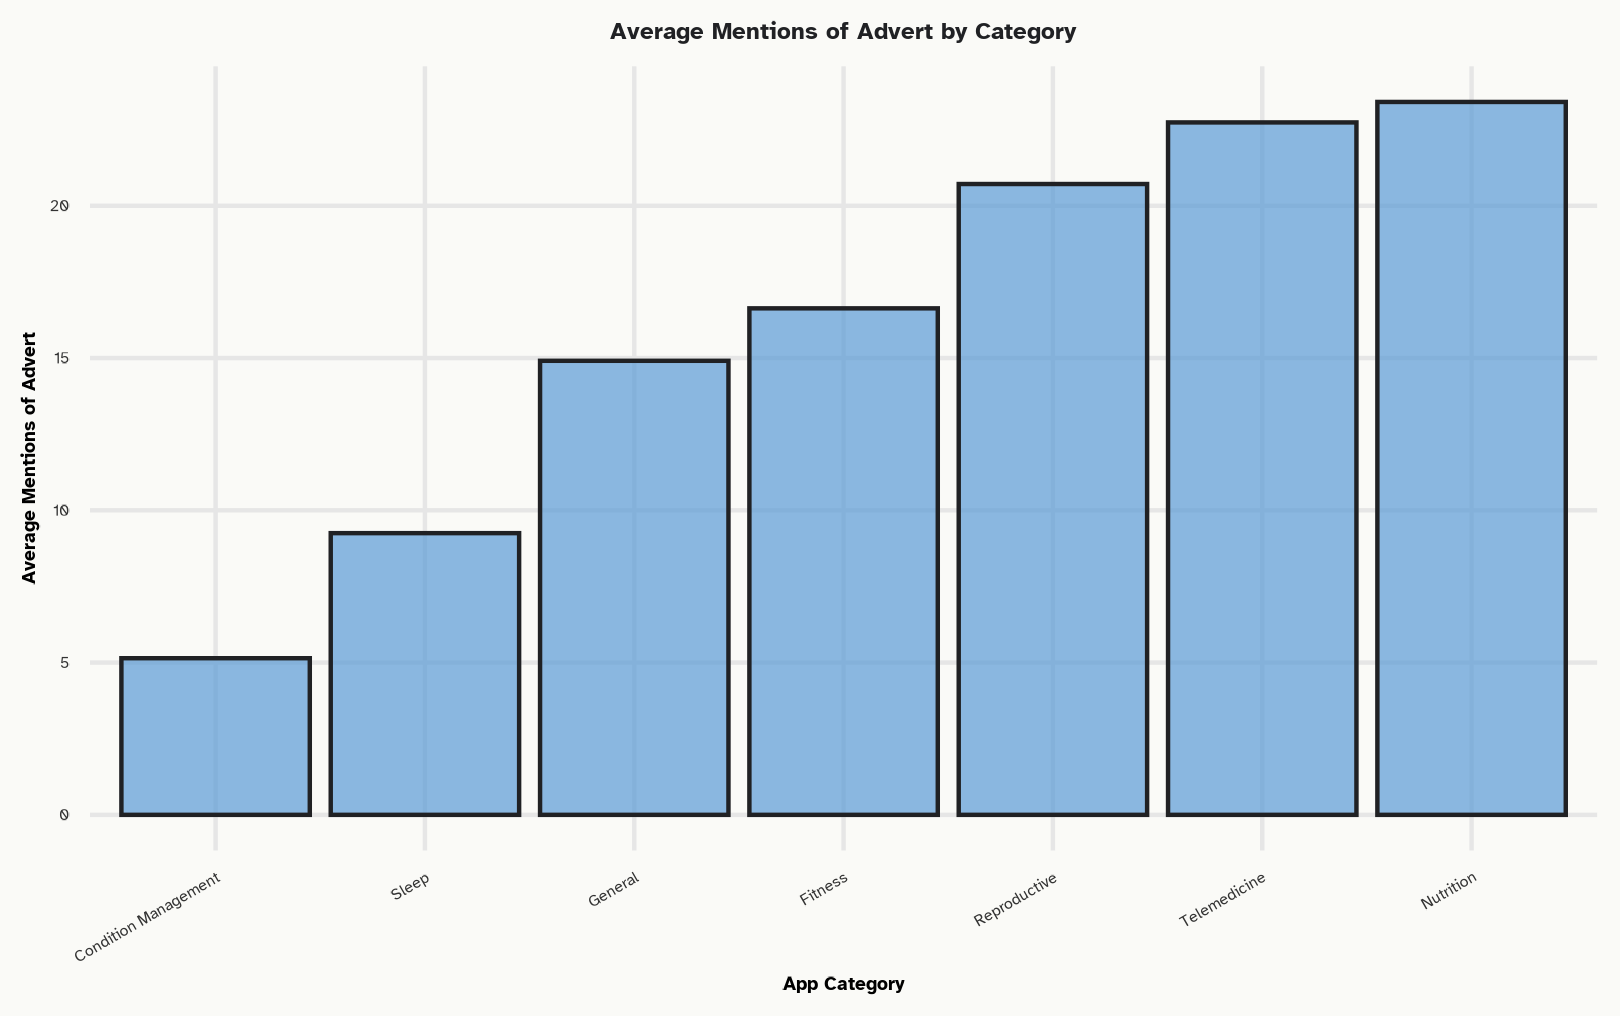 Average Mentions of Advert by Category
Average Mentions of Advert
20
15
10
5
0
Condition Management
Sleep
General
Fitness
Reproductive
Telemedicine
Nutrition
App Category